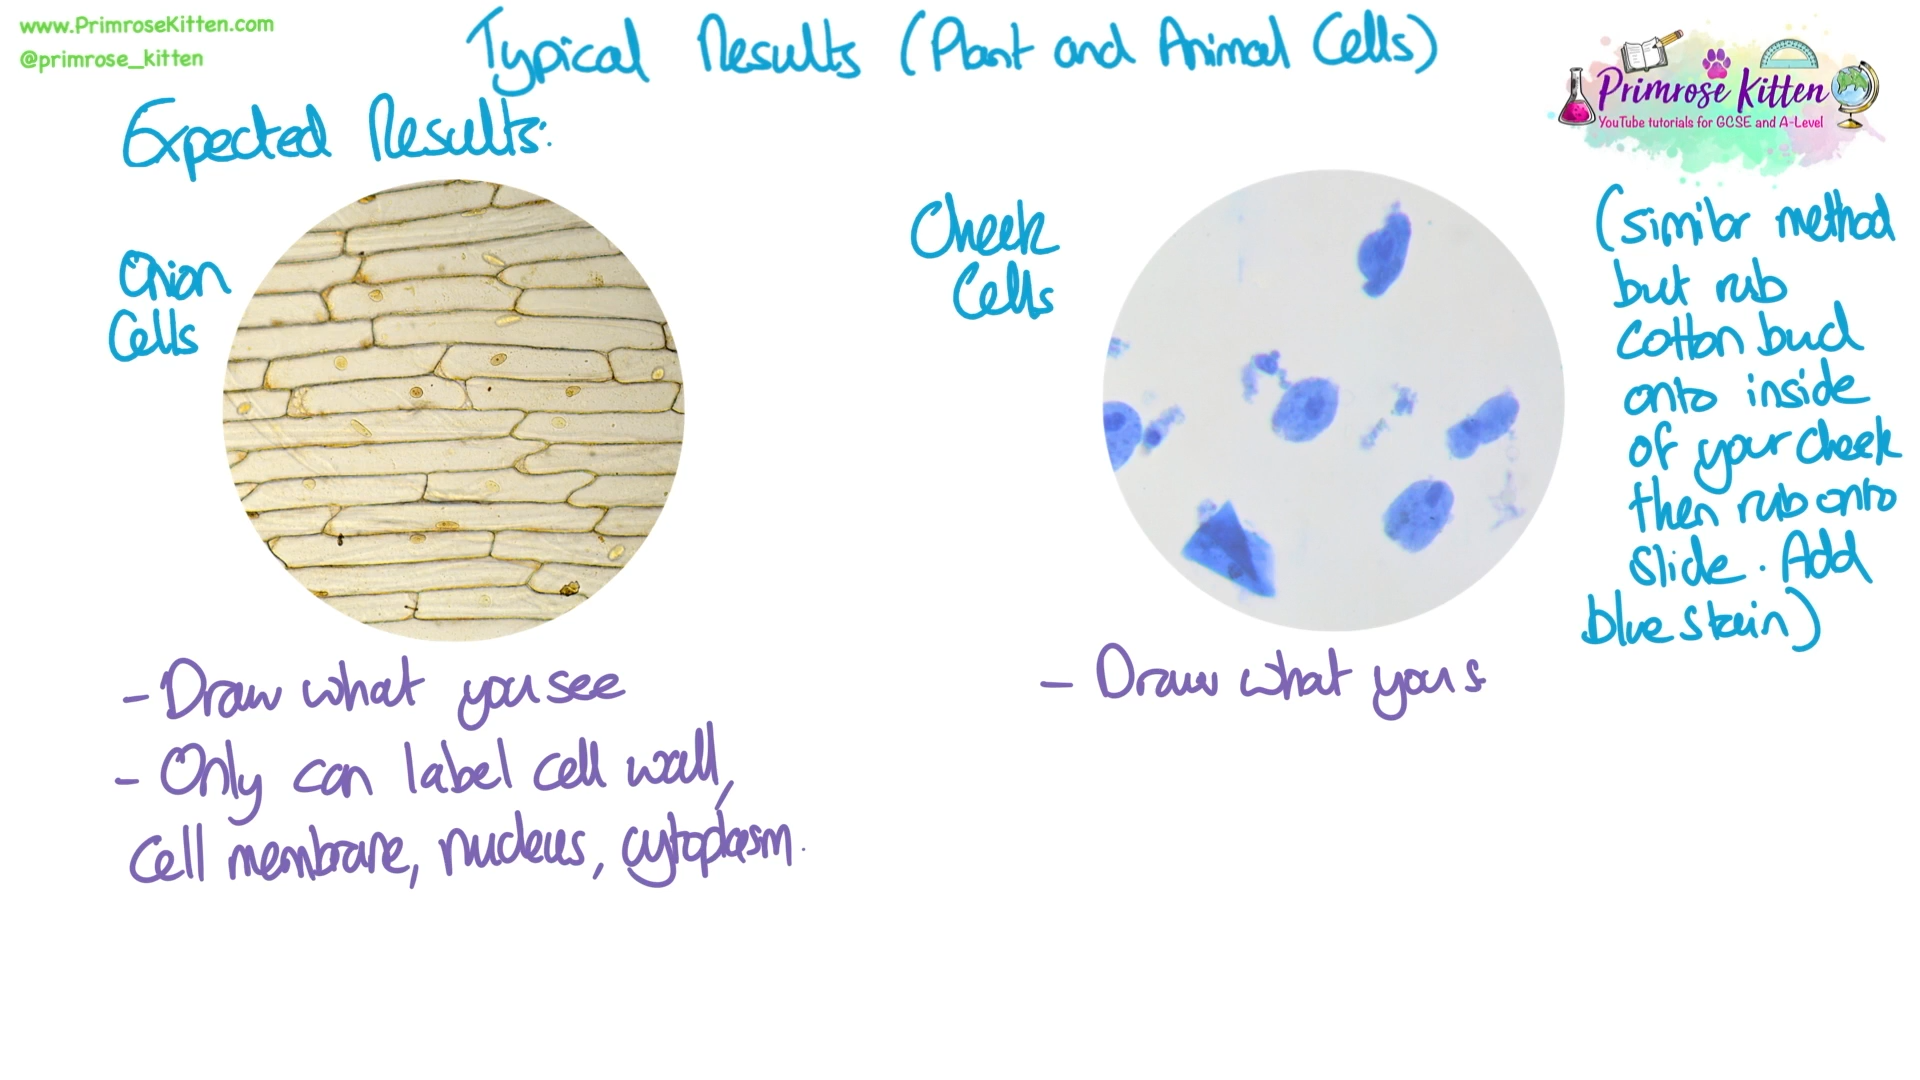 www.PrimroseKitten.com
@primrose_kitten
Typical Results (Plant and Animal Cells)
Primrose Kitten
YouTube tutorials for GCSE and A-Level
Expected Results:
Onion
Cells
- Draw what you see
- Only can label cell wall,
cell membrane, nucleus, cytoplasm.
Cheek
Cells
(similar method
but rub
cotton bud
onto inside
of your cheek
then rub onto
slide. Add
blue stain)
- Draw what you s